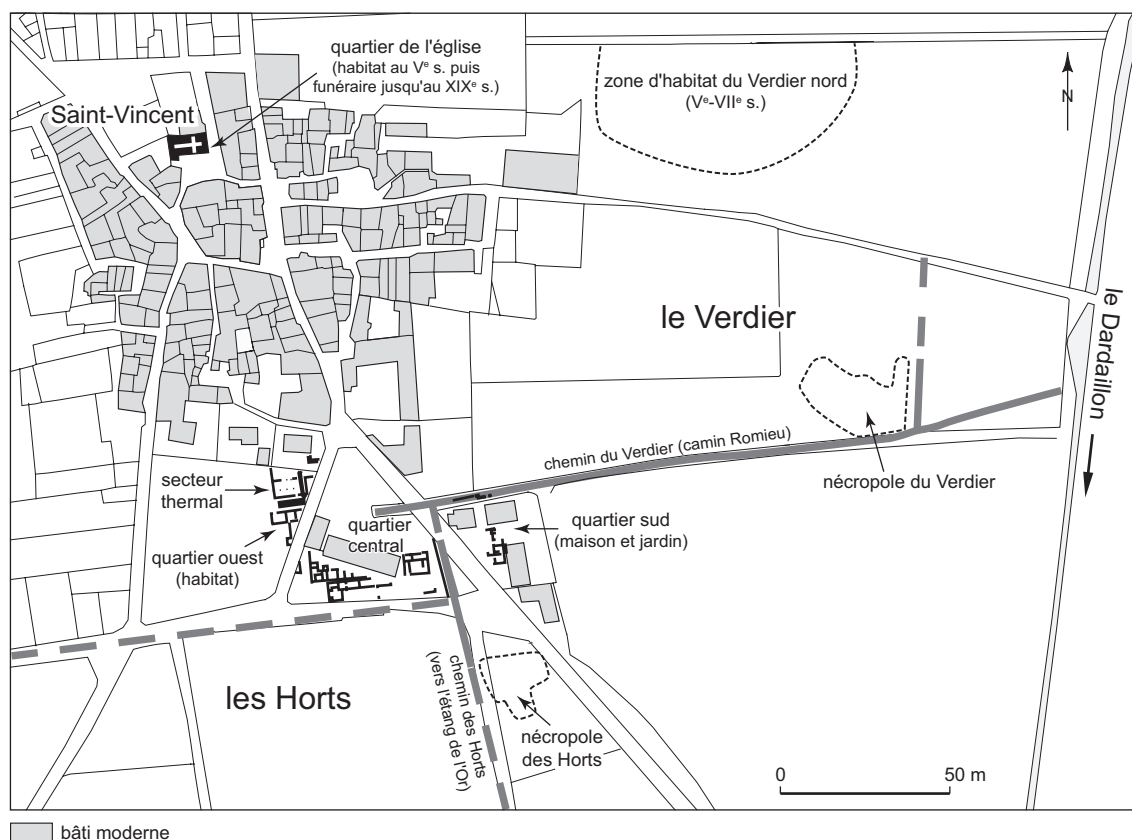 quartier de l'église
(habitat au Ve s. puis
funéraire jusqu'au XIXe s.)
Saint-Vincent
zone d'habitat du Verdier nord
(Ve-VIIe s.)
N
le Verdier
le Dardaillon
chemin du Verdier (camin Romieu)
nécropole du Verdier
secteur
thermal
quartier ouest
(habitat)
quartier
central
quartier sud
(maison et jardin)
les Horts
chemin des Horts
(vers l'étang de l'Or)
nécropole
des Horts
0 50 m
bâti moderne